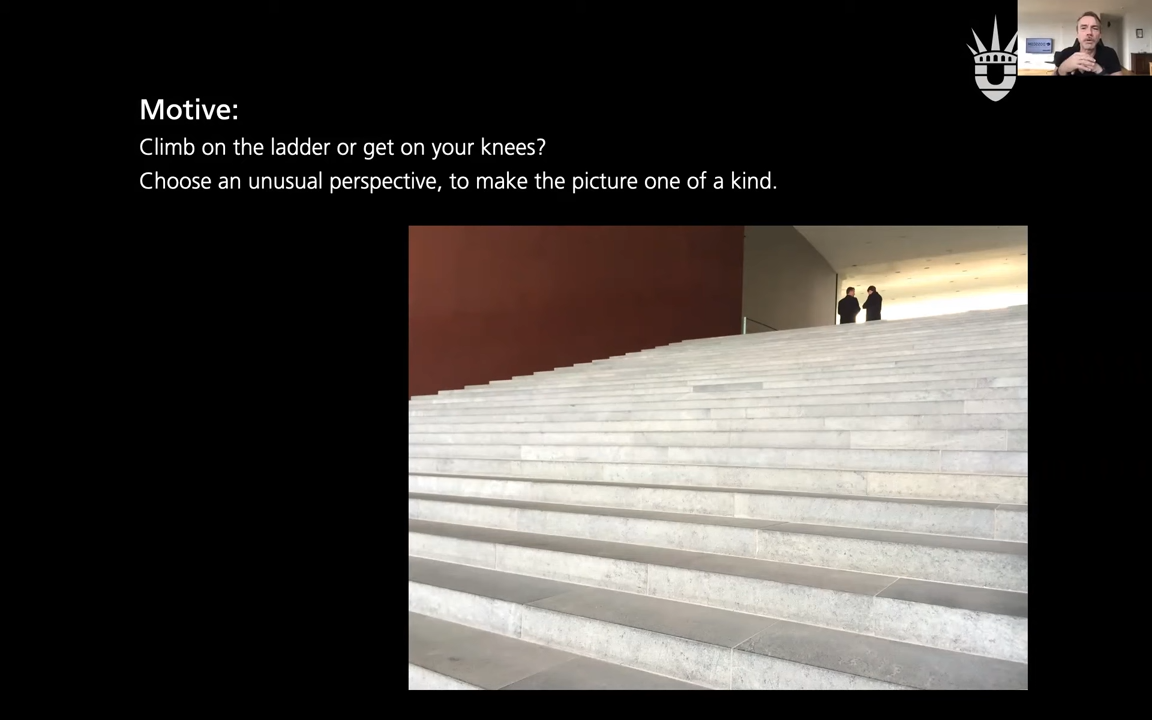 Motive:
Climb on the ladder or get on your knees?
Choose an unusual perspective, to make the picture one of a kind.